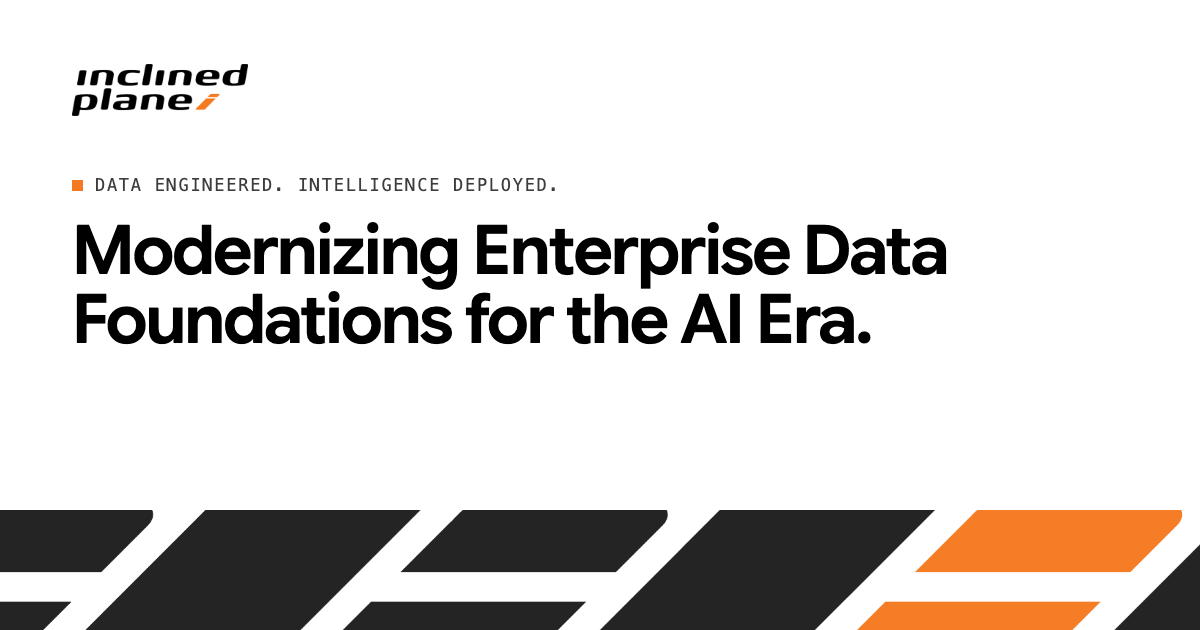 inclined
plane
DATA ENGINEERED. INTELLIGENCE DEPLOYED.
Modernizing Enterprise Data
Foundations for the AI Era.